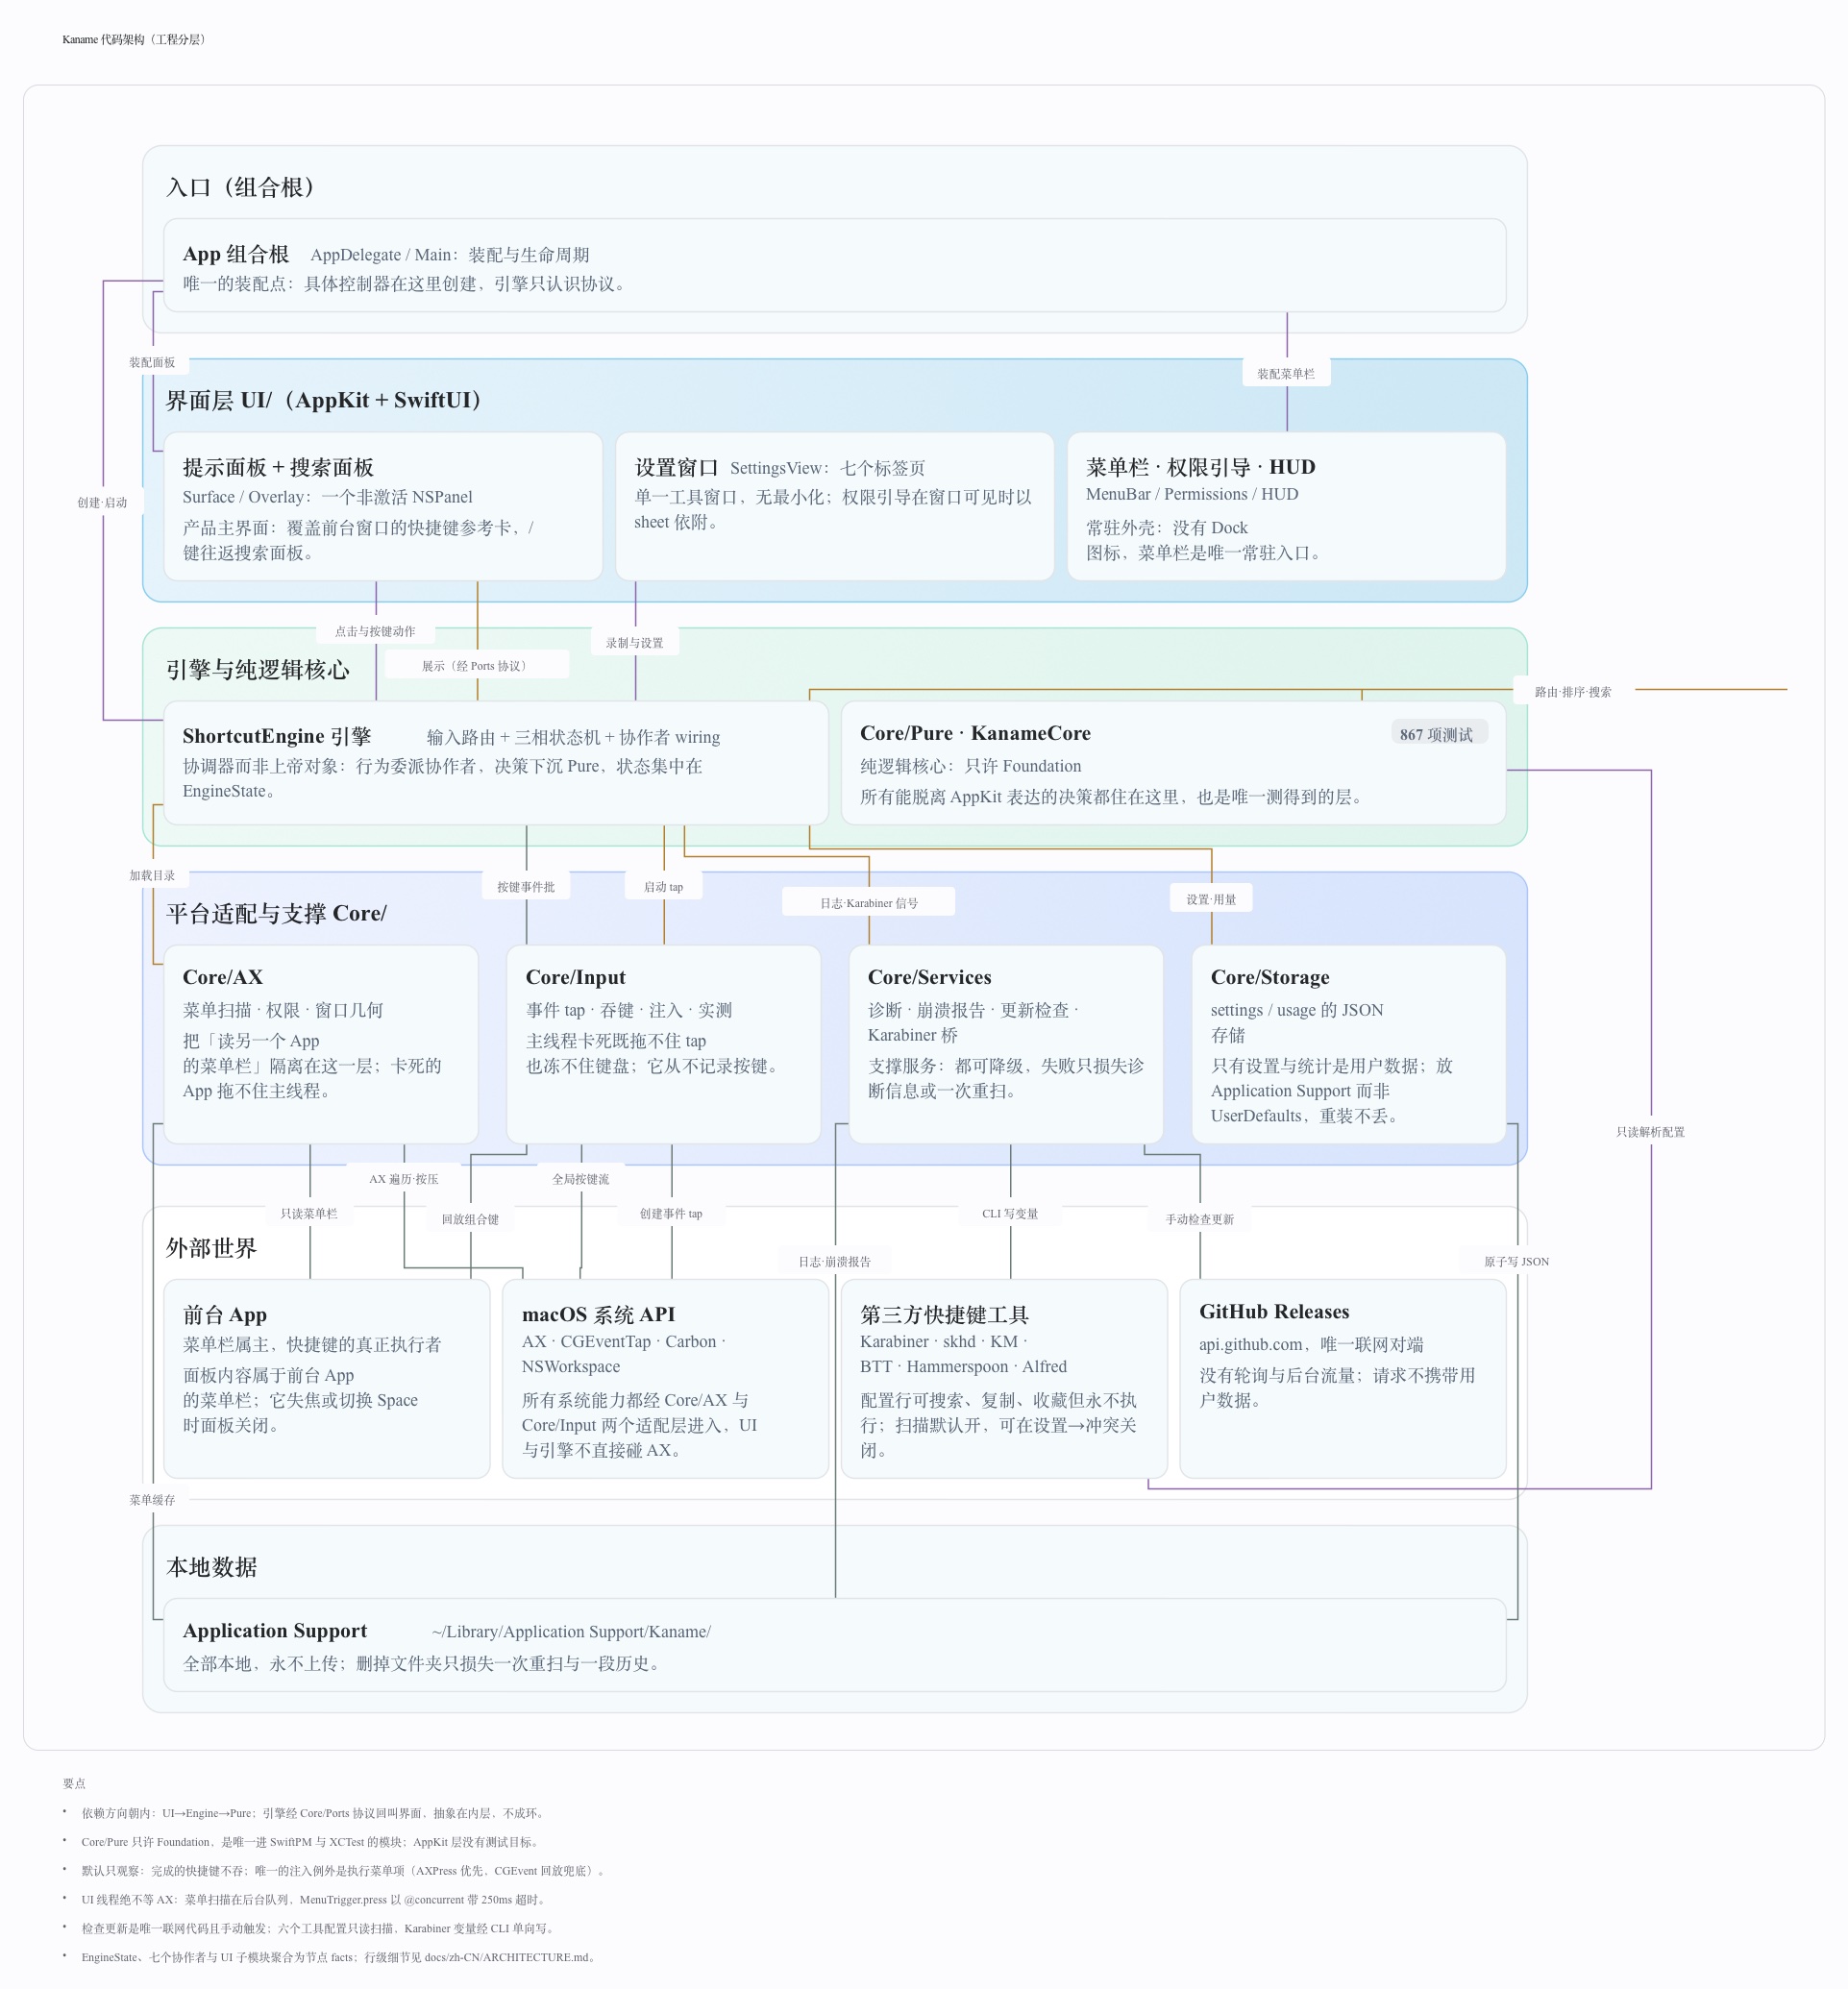 Kaname 代码架构（工程分层）
入口（组合根）
App 组合根 AppDelegate / Main：装配与生命周期
唯一的装配点：具体控制器在这里创建，引擎只认识协议。
装配面板
装配菜单栏
界面层 UI/（AppKit + SwiftUI）
提示面板 + 搜索面板
Surface / Overlay：一个非激活 NSPanel
产品主界面：覆盖前台窗口的快捷键参考卡，/
键往返搜索面板。
设置窗口 SettingsView：七个标签页
单一工具窗口，无最小化；权限引导在窗口可见时以
sheet 依附。
菜单栏 · 权限引导 · HUD
MenuBar / Permissions / HUD
常驻外壳：没有 Dock
图标，菜单栏是唯一常驻入口。
创建·启动
点击与按键动作
展示（经 Ports 协议）
录制与设置
引擎与纯逻辑核心
路由·排序·搜索
ShortcutEngine 引擎 输入路由 + 三相状态机 + 协作者 wiring
协调器而非上帝对象：行为委派协作者，决策下沉 Pure，状态集中在
EngineState。
Core/Pure · KanameCore
867 项测试
纯逻辑核心：只许 Foundation
所有能脱离 AppKit 表达的决策都住在这里，也是唯一测得到的层。
加载目录
按键事件批
启动 tap
日志·Karabiner 信号
设置·用量
平台适配与支撑 Core/
Core/AX
菜单扫描 · 权限 · 窗口几何
把「读另一个 App
的菜单栏」隔离在这一层；卡死的
App 拖不住主线程。
Core/Input
事件 tap · 吞键 · 注入 · 实测
主线程卡死既拖不住 tap
也冻不住键盘；它从不记录按键。
Core/Services
诊断 · 崩溃报告 · 更新检查 ·
Karabiner 桥
支撑服务：都可降级，失败只损失诊
断信息或一次重扫。
Core/Storage
settings / usage 的 JSON
存储
只有设置与统计是用户数据；放
Application Support 而非
UserDefaults，重装不丢。
只读解析配置
AX 遍历·按压
全局按键流
只读菜单栏
回放组合键
创建事件 tap
CLI 写变量
手动检查更新
日志·崩溃报告
原子写 JSON
外部世界
前台 App
菜单栏属主，快捷键的真正执行者
面板内容属于前台 App
的菜单栏；它失焦或切换 Space
时面板关闭。
macOS 系统 API
AX · CGEventTap · Carbon ·
NSWorkspace
所有系统能力都经 Core/AX 与
Core/Input 两个适配层进入，UI
与引擎不直接碰 AX。
第三方快捷键工具
Karabiner · skhd · KM ·
BTT · Hammerspoon · Alfred
配置行可搜索、复制、收藏但永不执
行；扫描默认开，可在设置→冲突关
闭。
GitHub Releases
api.github.com，唯一联网对端
没有轮询与后台流量；请求不携带用
户数据。
菜单缓存
本地数据
Application Support ~/Library/Application Support/Kaname/
全部本地，永不上传；删掉文件夹只损失一次重扫与一段历史。
要点
• 依赖方向朝内：UI→Engine→Pure；引擎经 Core/Ports 协议回叫界面，抽象在内层，不成环。
• Core/Pure 只许 Foundation，是唯一进 SwiftPM 与 XCTest 的模块；AppKit 层没有测试目标。
• 默认只观察：完成的快捷键不吞；唯一的注入例外是执行菜单项（AXPress 优先，CGEvent 回放兜底）。
• UI 线程绝不等 AX：菜单扫描在后台队列，MenuTrigger.press 以 @concurrent 带 250ms 超时。
• 检查更新是唯一联网代码且手动触发；六个工具配置只读扫描，Karabiner 变量经 CLI 单向写。
• EngineState、七个协作者与 UI 子模块聚合为节点 facts；行级细节见 docs/zh-CN/ARCHITECTURE.md。